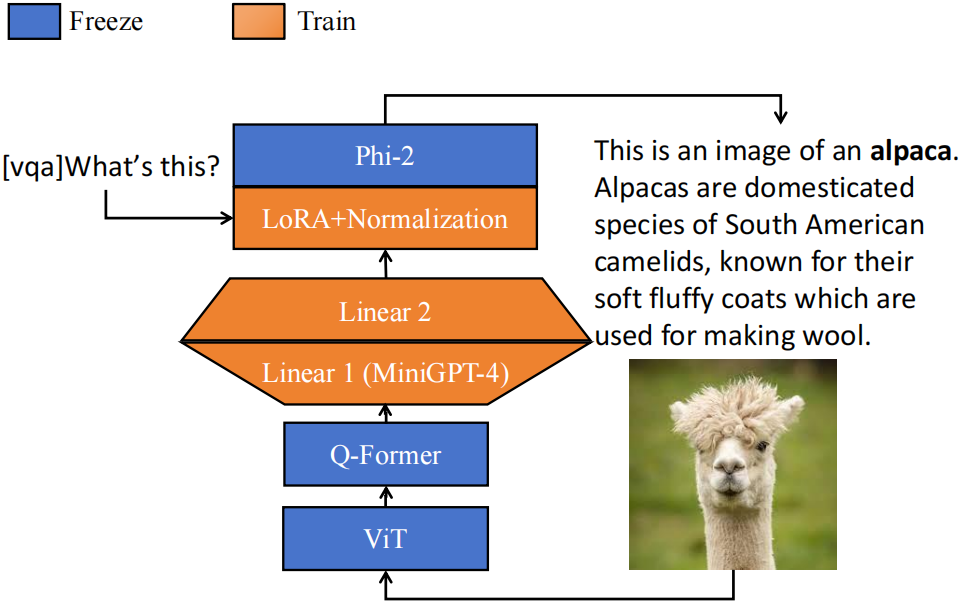 Freeze
Train
[vqa]What's this?
Phi-2
LoRA+Normalization
Linear 2
Linear 1 (MiniGPT-4)
Q-Former
ViT
This is an image of an alpaca.
Alpacas are domesticated
species of South American
camelids, known for their
soft fluffy coats which are
used for making wool.